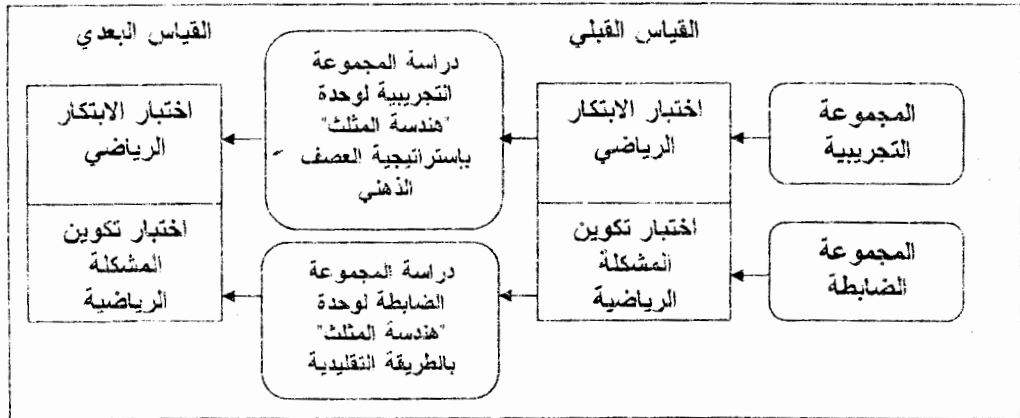 القياس القبلي
القياس البعدي
المجموعة
التجريبية
المجموعة
الضابطة
اختبار الابتكار
الرياضي
اختبار تكوين
المشكلة
الرياضية
دراسة المجموعة
التجريبية لوحدة
"هندسة المثلث"
بإستراتيجية العصف
الذهني
دراسة المجموعة
الضابطة لوحدة
"هندسة المثلث"
بالطريقة التقليدية
اختبار الابتكار
الرياضي
اختبار تكوين
المشكلة
الرياضية